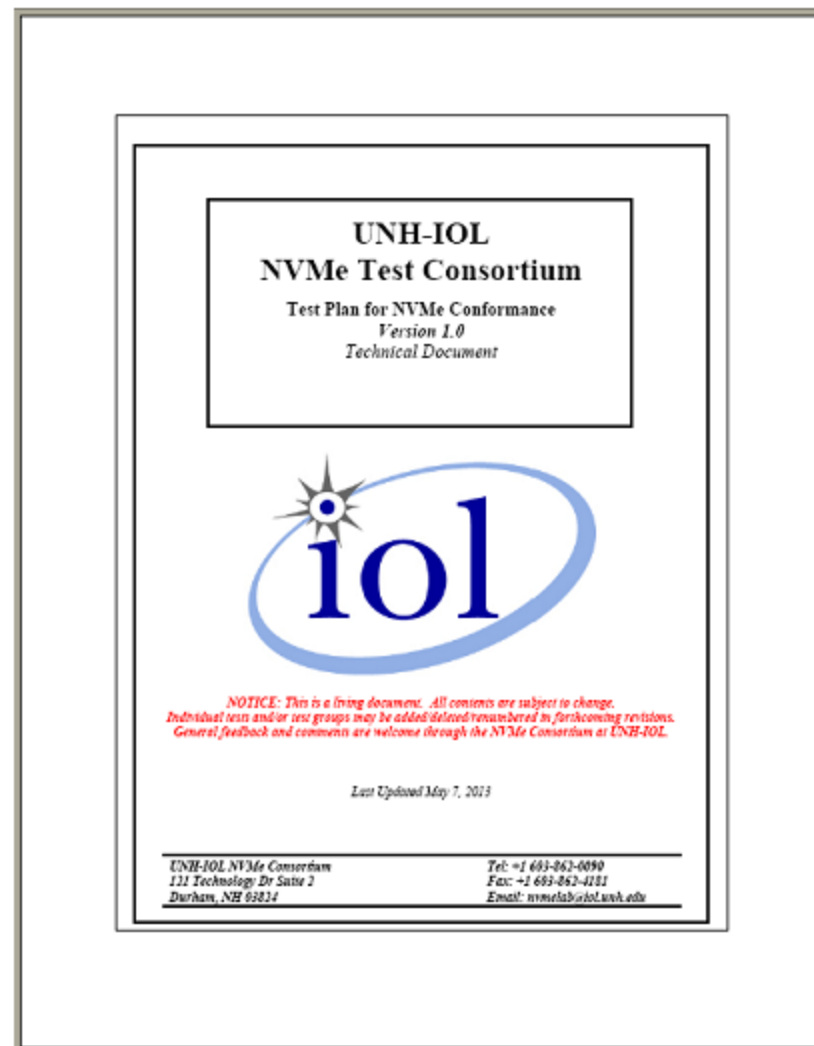 UNH-IOL
NVMe Test Consortium
Test Plan for NVMe Conformance
Version 1.0
Technical Document
iol
NOTICE: This is a living document. All contents are subject to change.
Individual tests and/or test groups may be added/deleted/renumbered in forthcoming revisions.
General feedback and comments are welcome through the NVMe Consortium at UNH-IOL.
Last Updated May 7, 2013
UNH-IOL NVMe Consortium
121 Technology Dr Suite 2
Durham, NH 03824
Tel: +1 603-862-0090
Fax: +1 603-862-4181
Email: nvmelab@iol.unh.edu